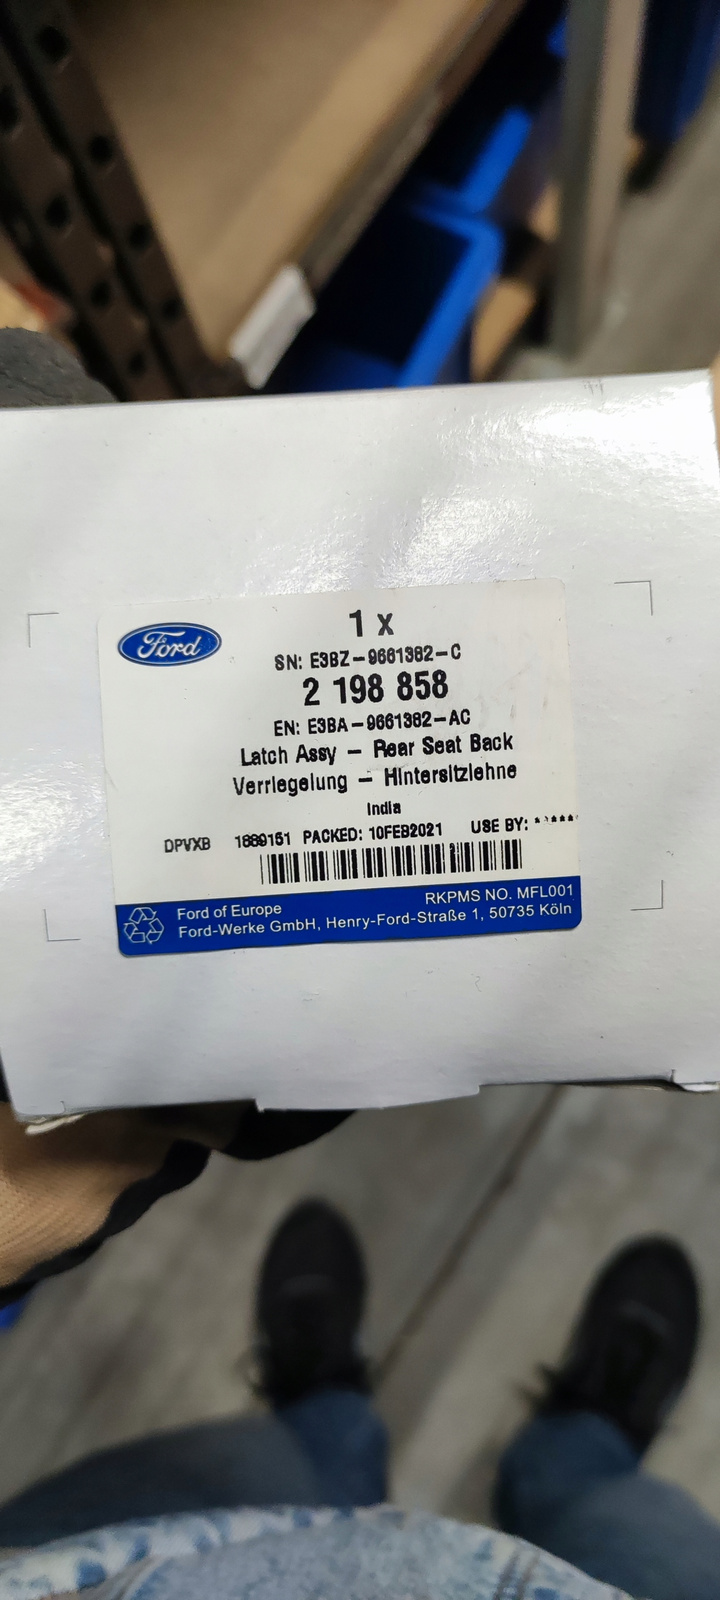 1 x
Ford
SN: E3BZ-9661382-C
2 198 858
EN: E3BA-9661382-AC
Latch Assy - Rear Seat Back
Verriegelung - Hintersitzlehne
India
DPVXB 1889151 PACKED: 10FEB2021 USE BY: ******
RKPMS NO. MFL001
Ford of Europe
Ford-Werke GmbH, Henry-Ford-Straße 1, 50735 Köln